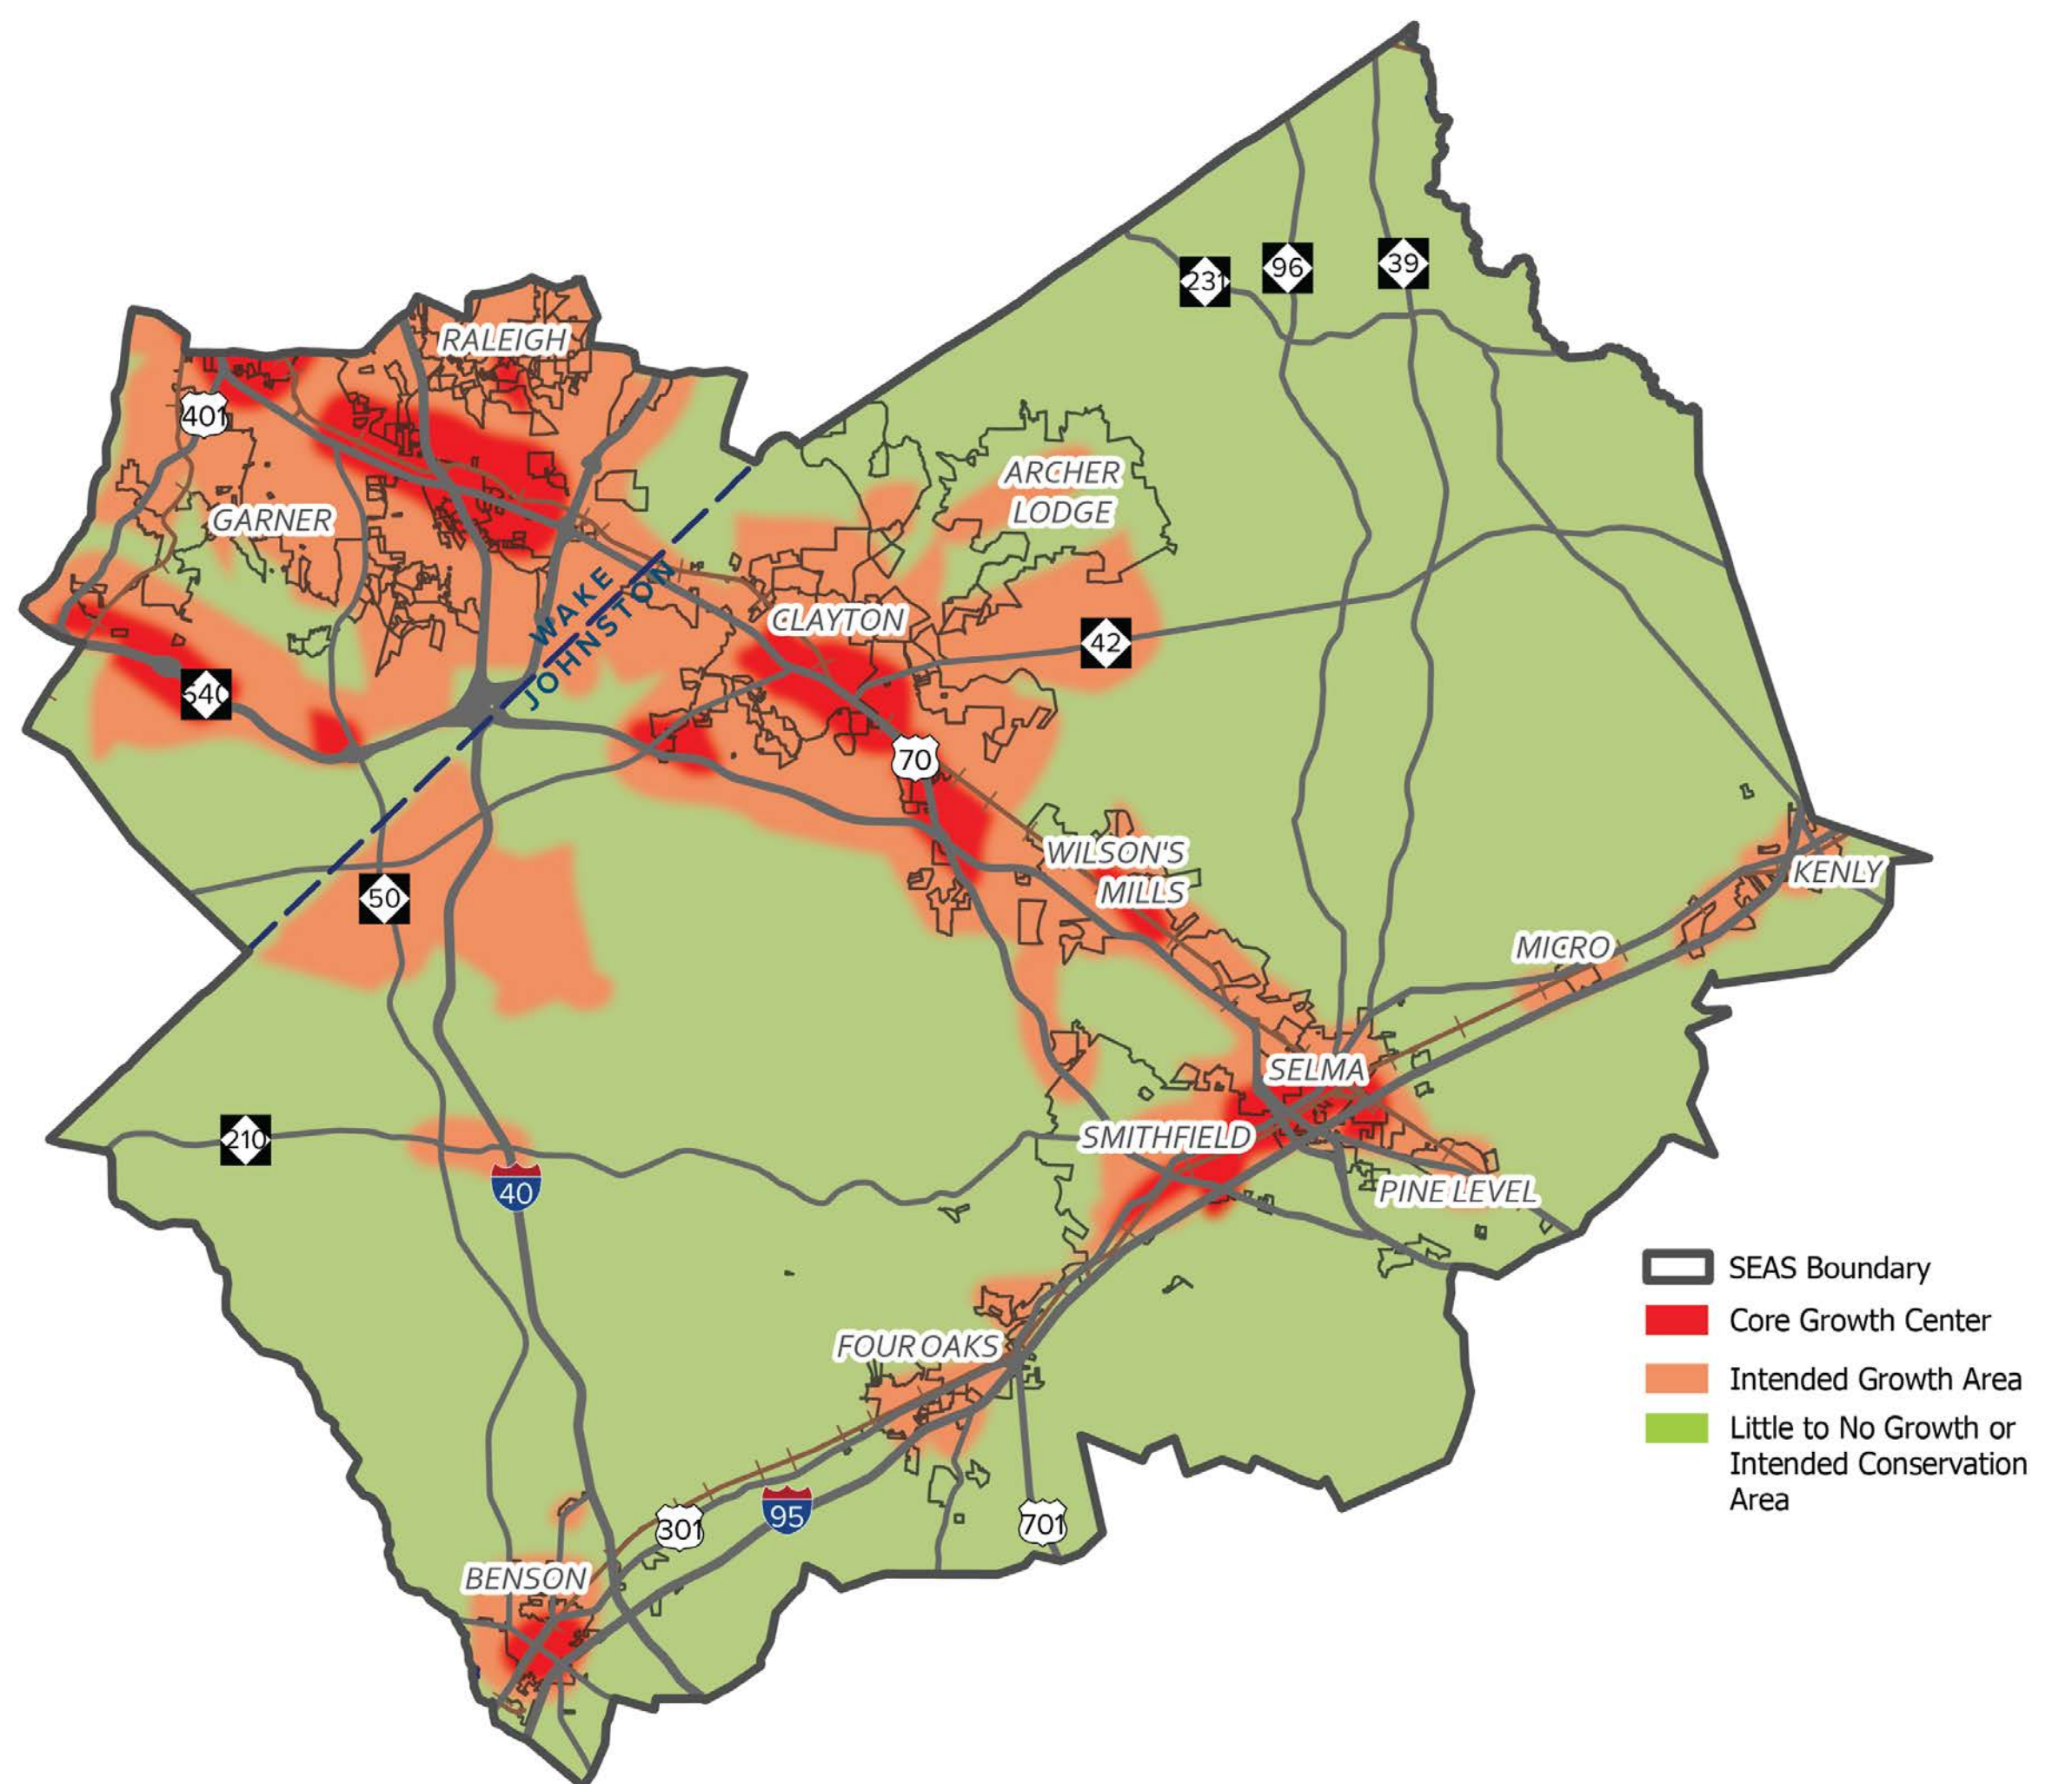 231
96
39
RALEIGH
401
GARNER
ARCHER
LODGE
WAKE
JOHNSTON
CLAYTON
42
540
70
WILSON'S
MILLS
50
KENLY
MICRO
SELMA
SMITHFIELD
210
40
PINE LEVEL
SEAS Boundary
Core Growth Center
Intended Growth Area
Little to No Growth or
Intended Conservation
Area
FOUR OAKS
95
301
701
BENSON